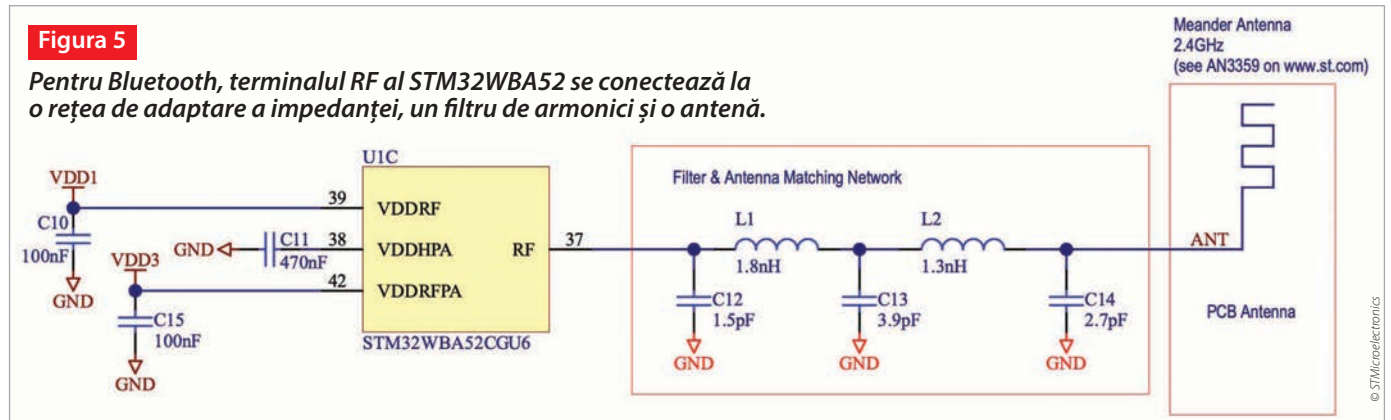 Figura 5
Pentru Bluetooth, terminalul RF al STM32WBA52 se conectează la
o rețea de adaptare a impedanței, un filtru de armonici și o antenă.
Meander Antenna
2.4GHz
(see AN3359 on www.st.com)
U1C
VDD1
39
VDDRF
C10
100nF
GND
GND
C11
470nF
38
VDDHPA
RF
37
VDD3
42
VDDRFPA
C15
100nF
GND
STM32WBA52CGU6
Filter & Antenna Matching Network
L1
1.8nH
L2
1.3nH
C12
1.5pF
GND
C13
3.9pF
GND
C14
2.7pF
GND
ANT
PCB Antenna
© STMicroelectronics